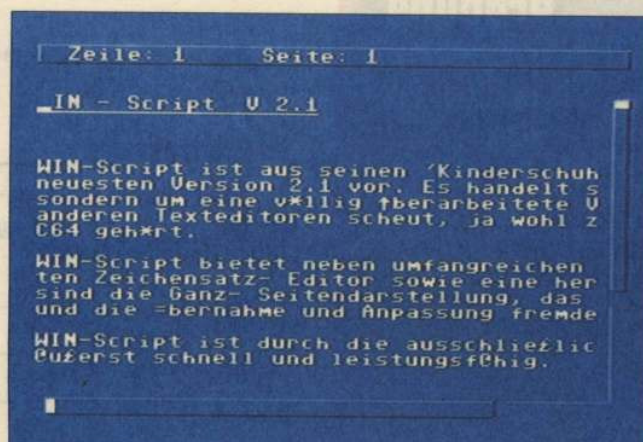 Zeile: 1 Seite: 1
_IN - Script V 2.1
WIN-Script ist aus seinen 'Kinderschuh
neuesten Version 2.1 vor. Es handelt s
sondern um eine v*llig ↑berarbeitete V
anderen Texteditoren scheut, ja wohl z
C64 geh*rt.
WIN-Script bietet neben umfangreichen
ten Zeichensatz- Editor sowie eine her
sind die Ganz- Seitendarstellung, das
und die =bernahme und Anpassung fremde
WIN-Script ist durch die ausschlie£lic
@u£erst schnell und leistungsf@hig.